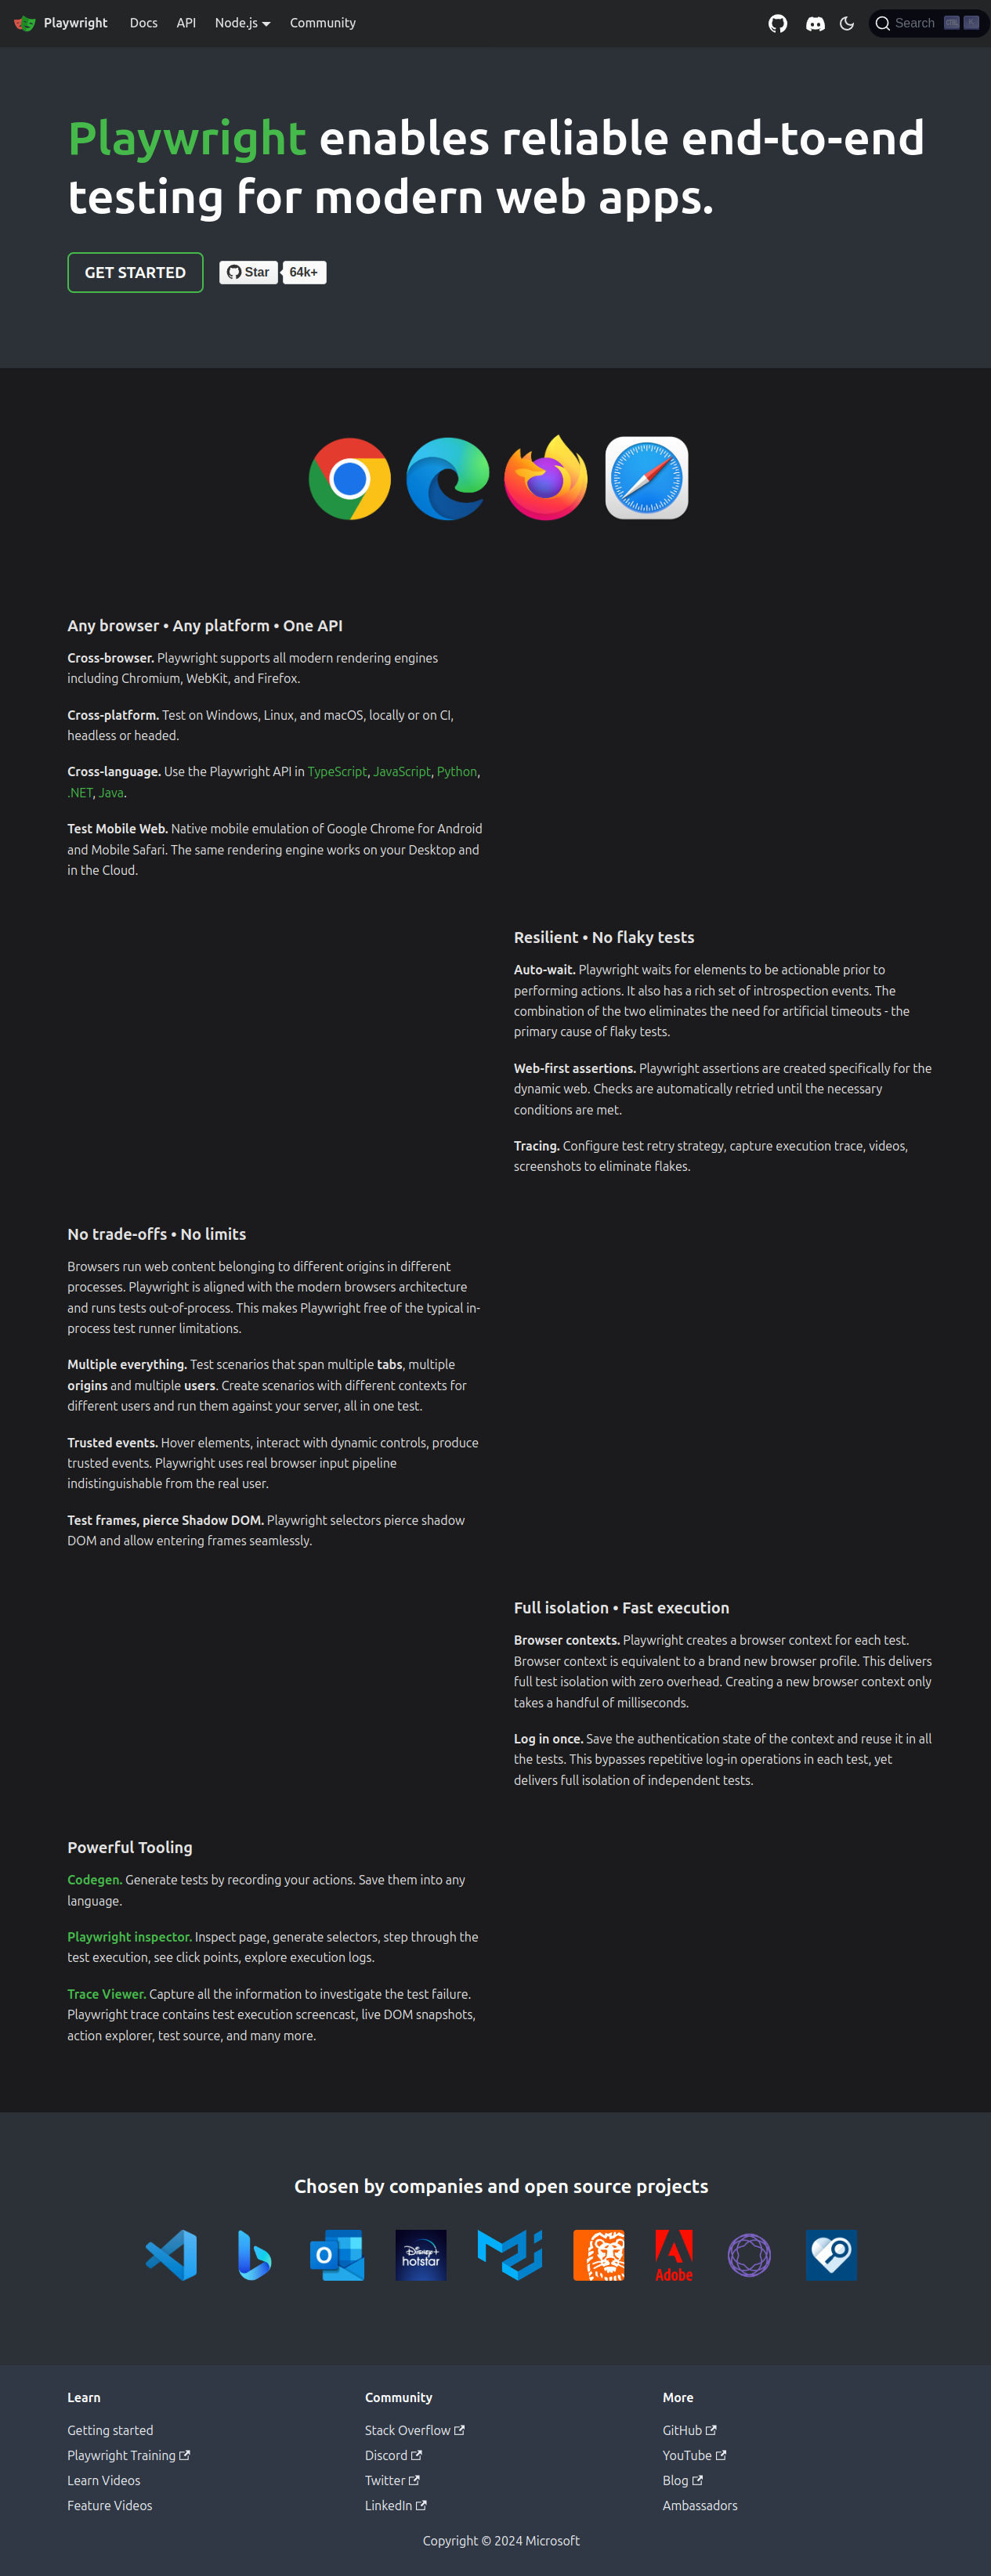 Playwright Docs API Node.js Community Search
Playwright enables reliable end-to-end
testing for modern web apps.
GET STARTED Star 64k+
Any browser • Any platform • One API
Cross-browser. Playwright supports all modern rendering engines
including Chromium, WebKit, and Firefox.
Cross-platform. Test on Windows, Linux, and macOS, locally or on CI,
headless or headed.
Cross-language. Use the Playwright API in TypeScript, JavaScript, Python,
.NET, Java.
Test Mobile Web. Native mobile emulation of Google Chrome for Android
and Mobile Safari. The same rendering engine works on your Desktop and
in the Cloud.
Resilient • No flaky tests
Auto-wait. Playwright waits for elements to be actionable prior to
performing actions. It also has a rich set of introspection events. The
combination of the two eliminates the need for artificial timeouts - the
primary cause of flaky tests.
Web-first assertions. Playwright assertions are created specifically for the
dynamic web. Checks are automatically retried until the necessary
conditions are met.
Tracing. Configure test retry strategy, capture execution trace, videos,
screenshots to eliminate flakes.
No trade-offs • No limits
Browsers run web content belonging to different origins in different
processes. Playwright is aligned with the modern browsers architecture
and runs tests out-of-process. This makes Playwright free of the typical in-
process test runner limitations.
Multiple everything. Test scenarios that span multiple tabs, multiple
origins and multiple users. Create scenarios with different contexts for
different users and run them against your server, all in one test.
Trusted events. Hover elements, interact with dynamic controls, produce
trusted events. Playwright uses real browser input pipeline
indistinguishable from the real user.
Test frames, pierce Shadow DOM. Playwright selectors pierce shadow
DOM and allow entering frames seamlessly.
Full isolation • Fast execution
Browser contexts. Playwright creates a browser context for each test.
Browser context is equivalent to a brand new browser profile. This delivers
full test isolation with zero overhead. Creating a new browser context only
takes a handful of milliseconds.
Log in once. Save the authentication state of the context and reuse it in all
the tests. This bypasses repetitive log-in operations in each test, yet
delivers full isolation of independent tests.
Powerful Tooling
Codegen. Generate tests by recording your actions. Save them into any
language.
Playwright inspector. Inspect page, generate selectors, step through the
test execution, see click points, explore execution logs.
Trace Viewer. Capture all the information to investigate the test failure.
Playwright trace contains test execution screencast, live DOM snapshots,
action explorer, test source, and many more.
Chosen by companies and open source projects
O
Disney+
hotstar
Adobe
Learn
Getting started
Playwright Training
Learn Videos
Feature Videos
Community
Stack Overflow
Discord
Twitter
LinkedIn
More
GitHub
YouTube
Blog
Ambassadors
Copyright © 2024 Microsoft